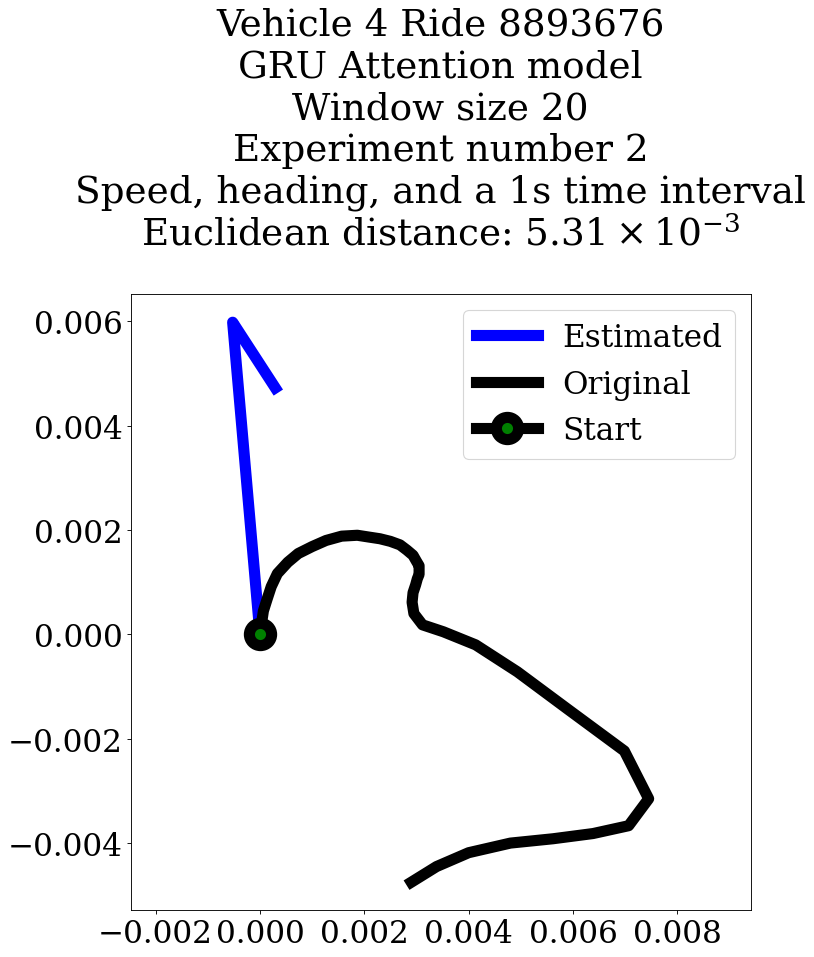 Vehicle 4 Ride 8893676
GRU Attention model
Window size 20
Experiment number 2
Speed, heading, and a 1s time interval
Euclidean distance: 5.31 × 10⁻³
Estimated
Original
Start
0.006
0.004
0.002
0.000
−0.002
−0.004
−0.002 0.000 0.002 0.004 0.006 0.008